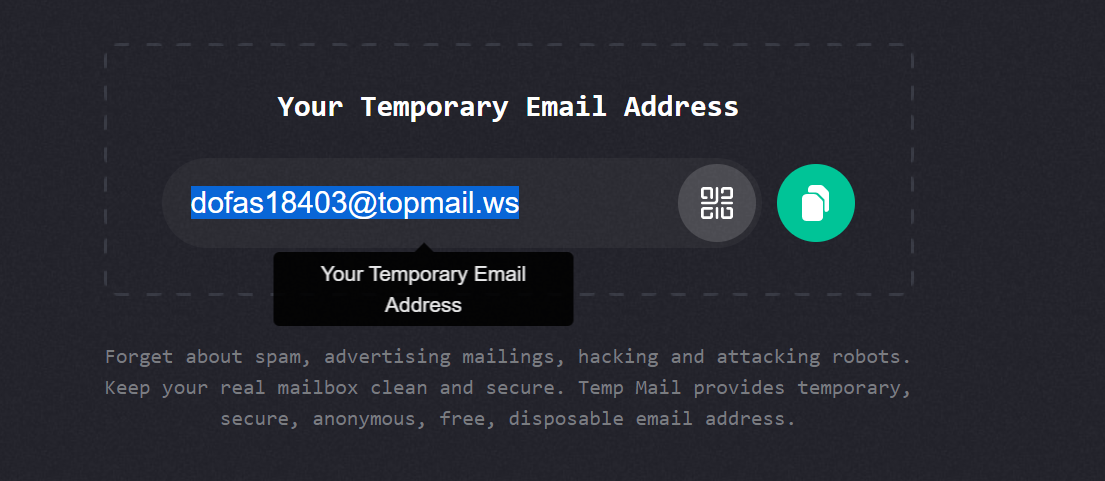 Your Temporary Email Address
dofas18403@topmail.ws
Your Temporary Email
Address
Forget about spam, advertising mailings, hacking and attacking robots.
Keep your real mailbox clean and secure. Temp Mail provides temporary,
secure, anonymous, free, disposable email address.